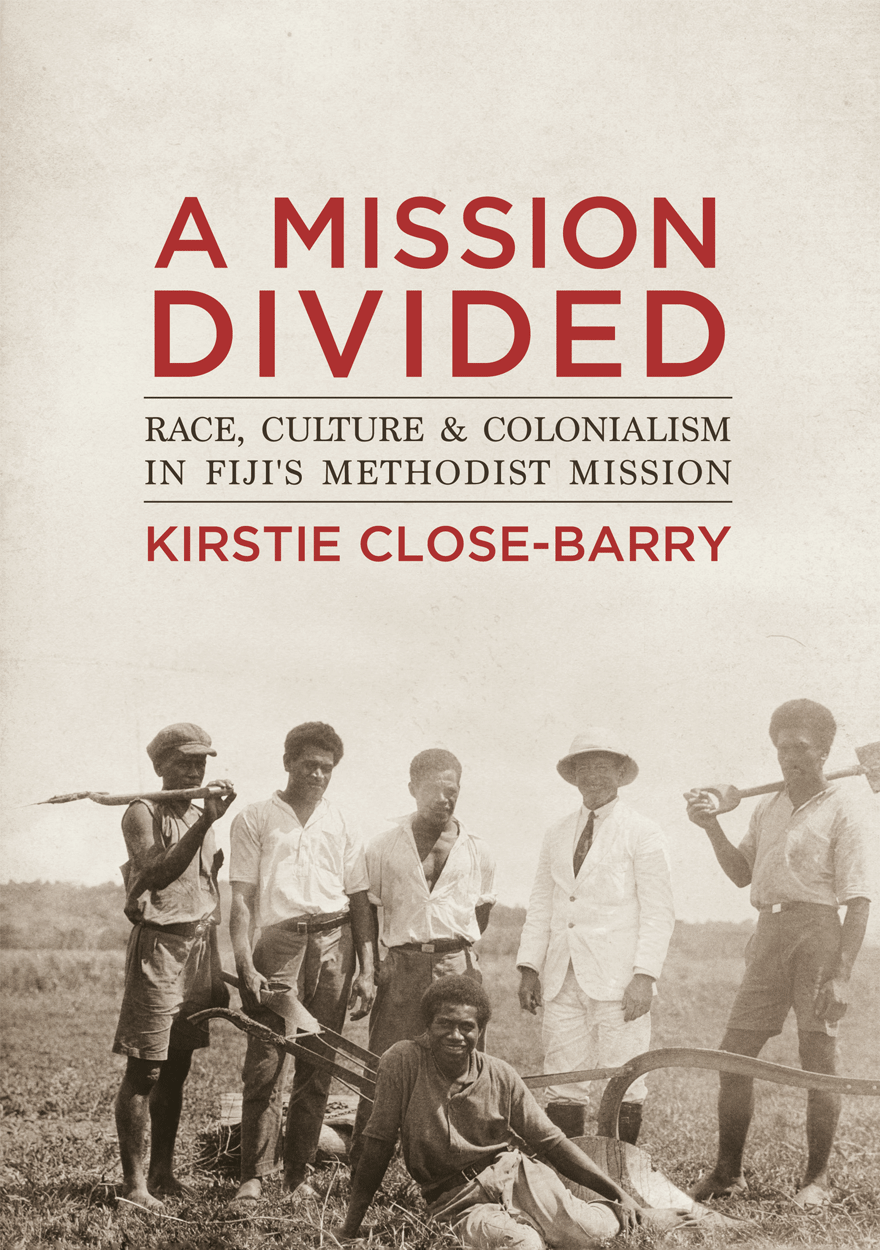 A MISSION
DIVIDED
RACE, CULTURE & COLONIALISM
IN FIJI'S METHODIST MISSION
KIRSTIE CLOSE-BARRY